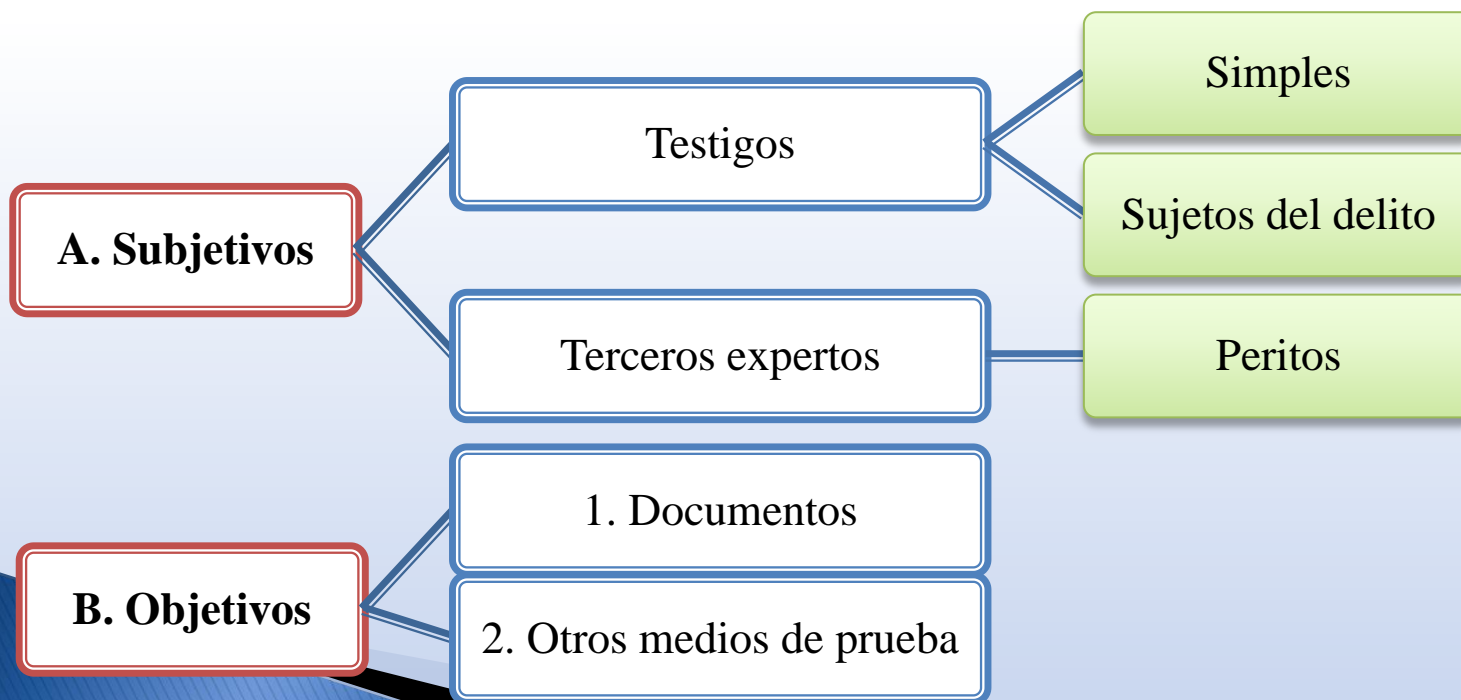 A. Subjetivos
Testigos
Simples
Sujetos del delito
Terceros expertos
Peritos
B. Objetivos
1. Documentos
2. Otros medios de prueba